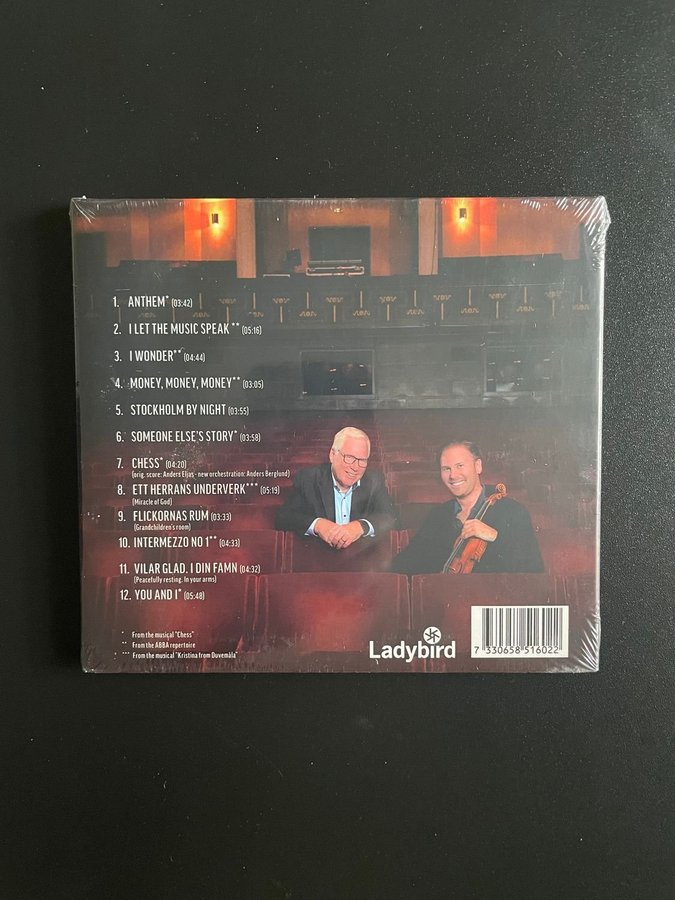 1. ANTHEM* (03:42)
2. I LET THE MUSIC SPEAK ** (05:16)
3. I WONDER** (04:44)
4. MONEY, MONEY, MONEY** (03:05)
5. STOCKHOLM BY NIGHT (03:55)
6. SOMEONE ELSE'S STORY* (03:58)
7. CHESS* (04:20)
(orig. score: Anders Eljas - new orchestration: Anders Berglund)
8. ETT HERRANS UNDERVERK*** (05:19)
(Miracle of God)
9. FLICKORNAS RUM (03:33)
(Grandchildren's room)
10. INTERMEZZO NO 1** (04:33)
11. VILAR GLAD. I DIN FAMN (04:32)
(Peacefully resting. In your arms)
12. YOU AND I* (05:48)
* From the musical "Chess"
** From the ABBA repertoire
*** From the musical "Kristina from Duvemåla"
Ladybird
7 330658 516022